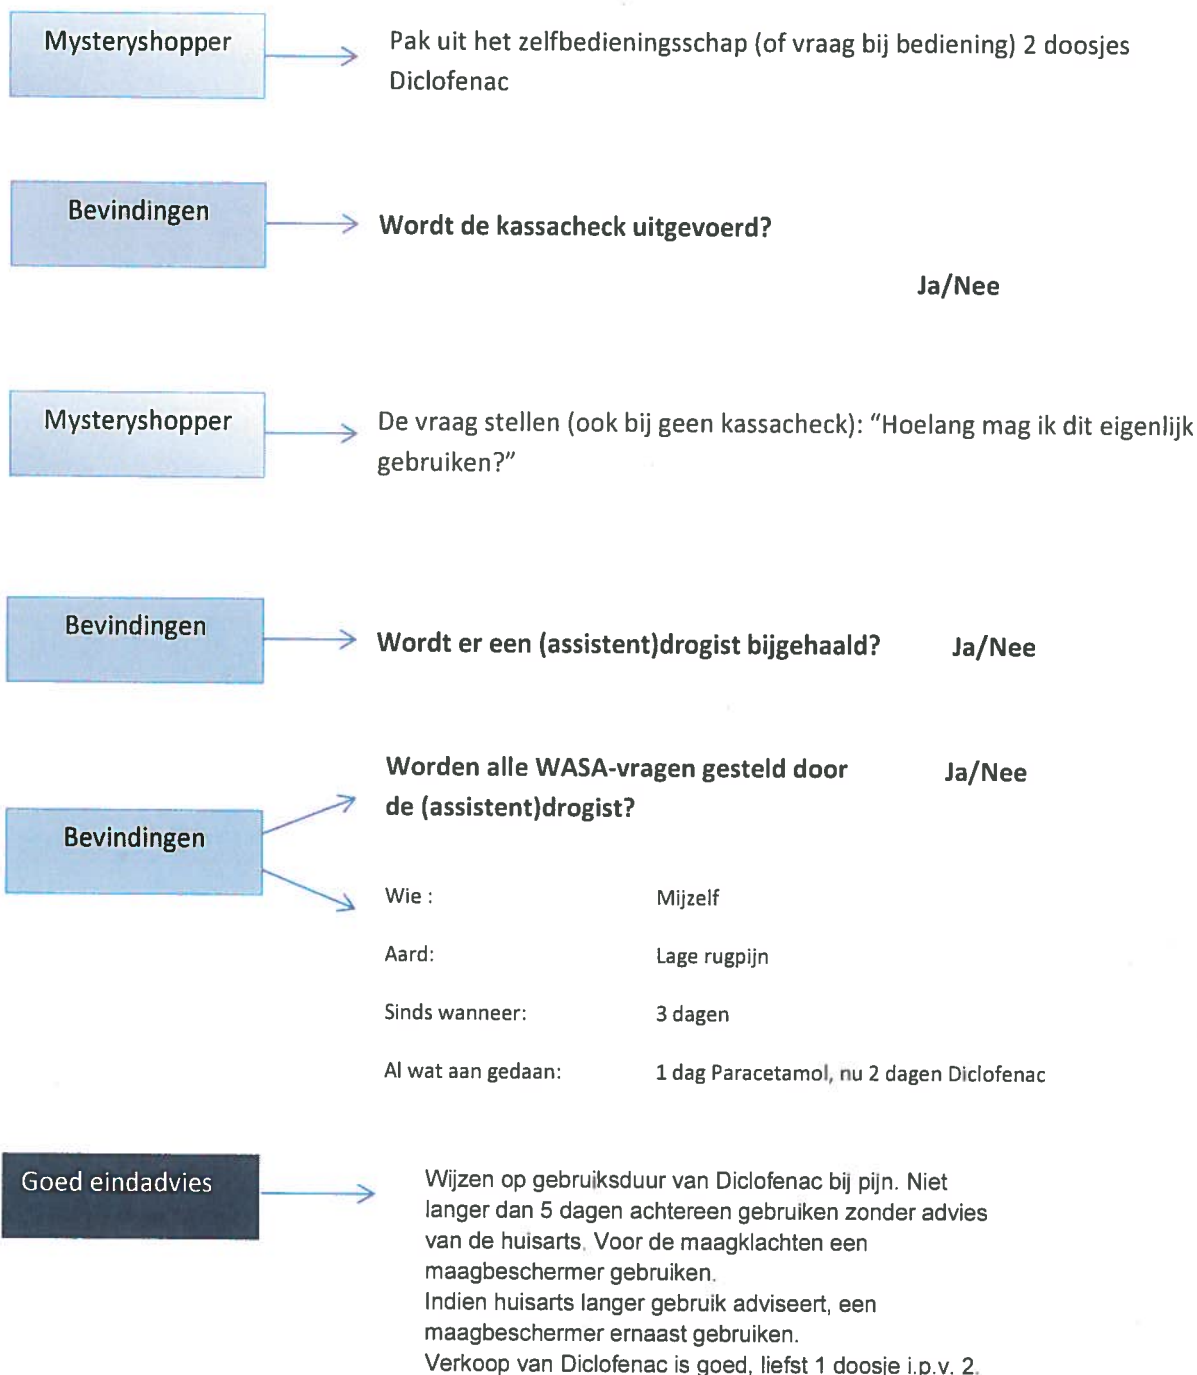 Mysteryshopper
Pak uit het zelfbedieningsschap (of vraag bij bediening) 2 doosjes
Diclofenac
Bevindingen
Wordt de kassacheck uitgevoerd?
Ja/Nee
Mysteryshopper
De vraag stellen (ook bij geen kassacheck): “Hoelang mag ik dit eigenlijk
gebruiken?”
Bevindingen
Wordt er een (assistent)drogist bijgehaald? Ja/Nee
Bevindingen
Worden alle WASA-vragen gesteld door Ja/Nee
de (assistent)drogist?
Wie : Mijzelf
Aard: Lage rugpijn
Sinds wanneer: 3 dagen
Al wat aan gedaan: 1 dag Paracetamol, nu 2 dagen Diclofenac
Goed eindadvies
Wijzen op gebruiksduur van Diclofenac bij pijn. Niet
langer dan 5 dagen achtereen gebruiken zonder advies
van de huisarts. Voor de maagklachten een
maagbeschermer gebruiken.
Indien huisarts langer gebruik adviseert, een
maagbeschermer ernaast gebruiken.
Verkoop van Diclofenac is goed, liefst 1 doosje i.p.v. 2.